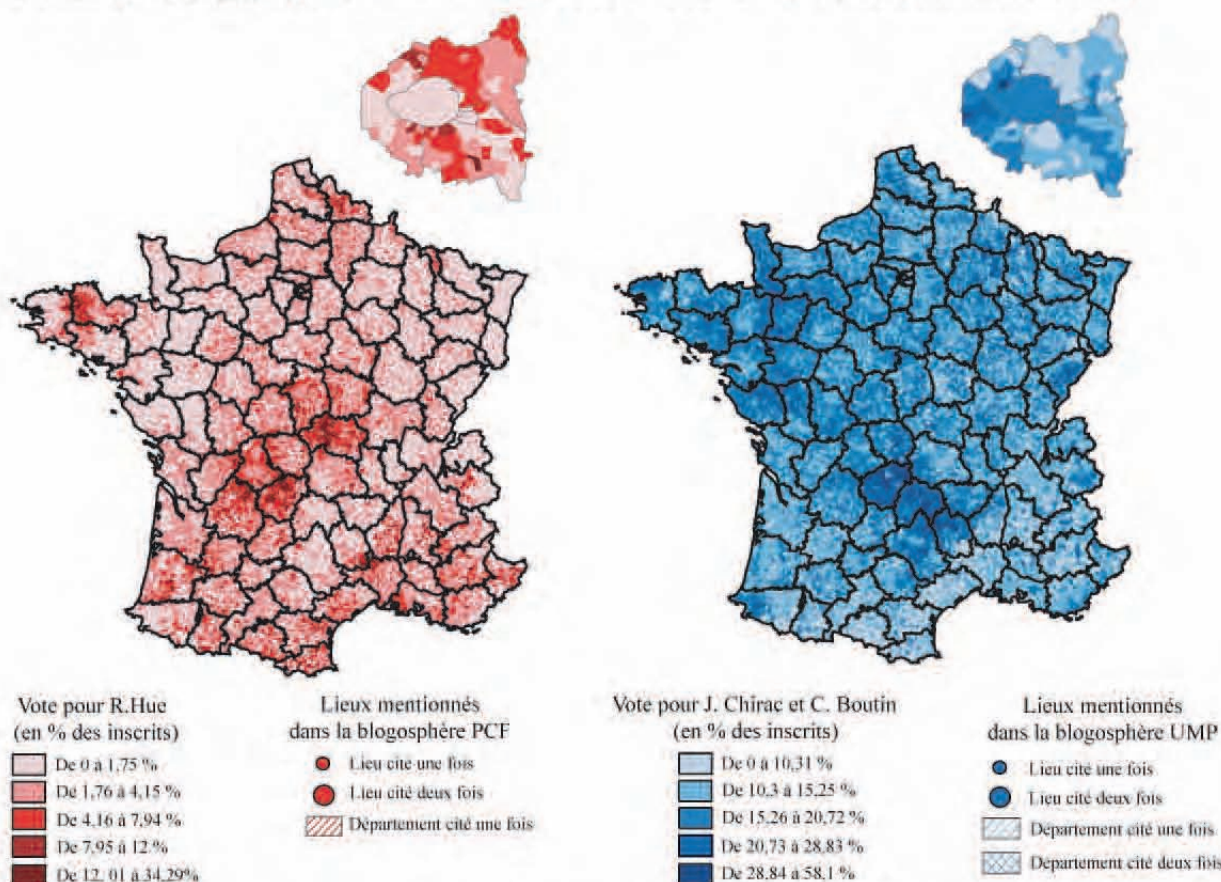 Vote pour R.Hue
(en % des inscrits)
De 0 à 1,75 %
De 1,76 à 4,15 %
De 4,16 à 7,94 %
De 7,95 à 12 %
De 12, 01 à 34,29%
Lieux mentionnés
dans la blogosphère PCF
Lieu cité une fois
Lieu cité deux fois
Département cité une fois
Vote pour J. Chirac et C. Boutin
(en % des inscrits)
De 0 à 10,31 %
De 10,3 à 15,25 %
De 15,26 à 20,72 %
De 20,73 à 28,83 %
De 28,84 à 58,1 %
Lieux mentionnés
dans la blogosphère UMP
Lieu cité une fois
Lieu cité deux fois
Département cité une fois
Département cité deux fois